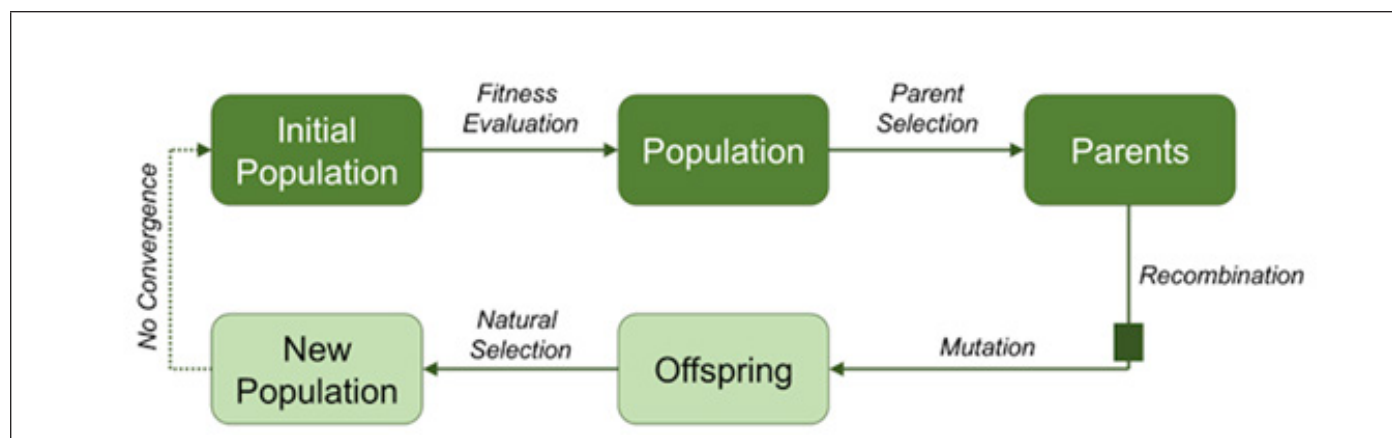 Initial
Population
Fitness
Evaluation
Population
Parent
Selection
Parents
Recombination
Mutation
Offspring
Natural
Selection
New
Population
No Convergence